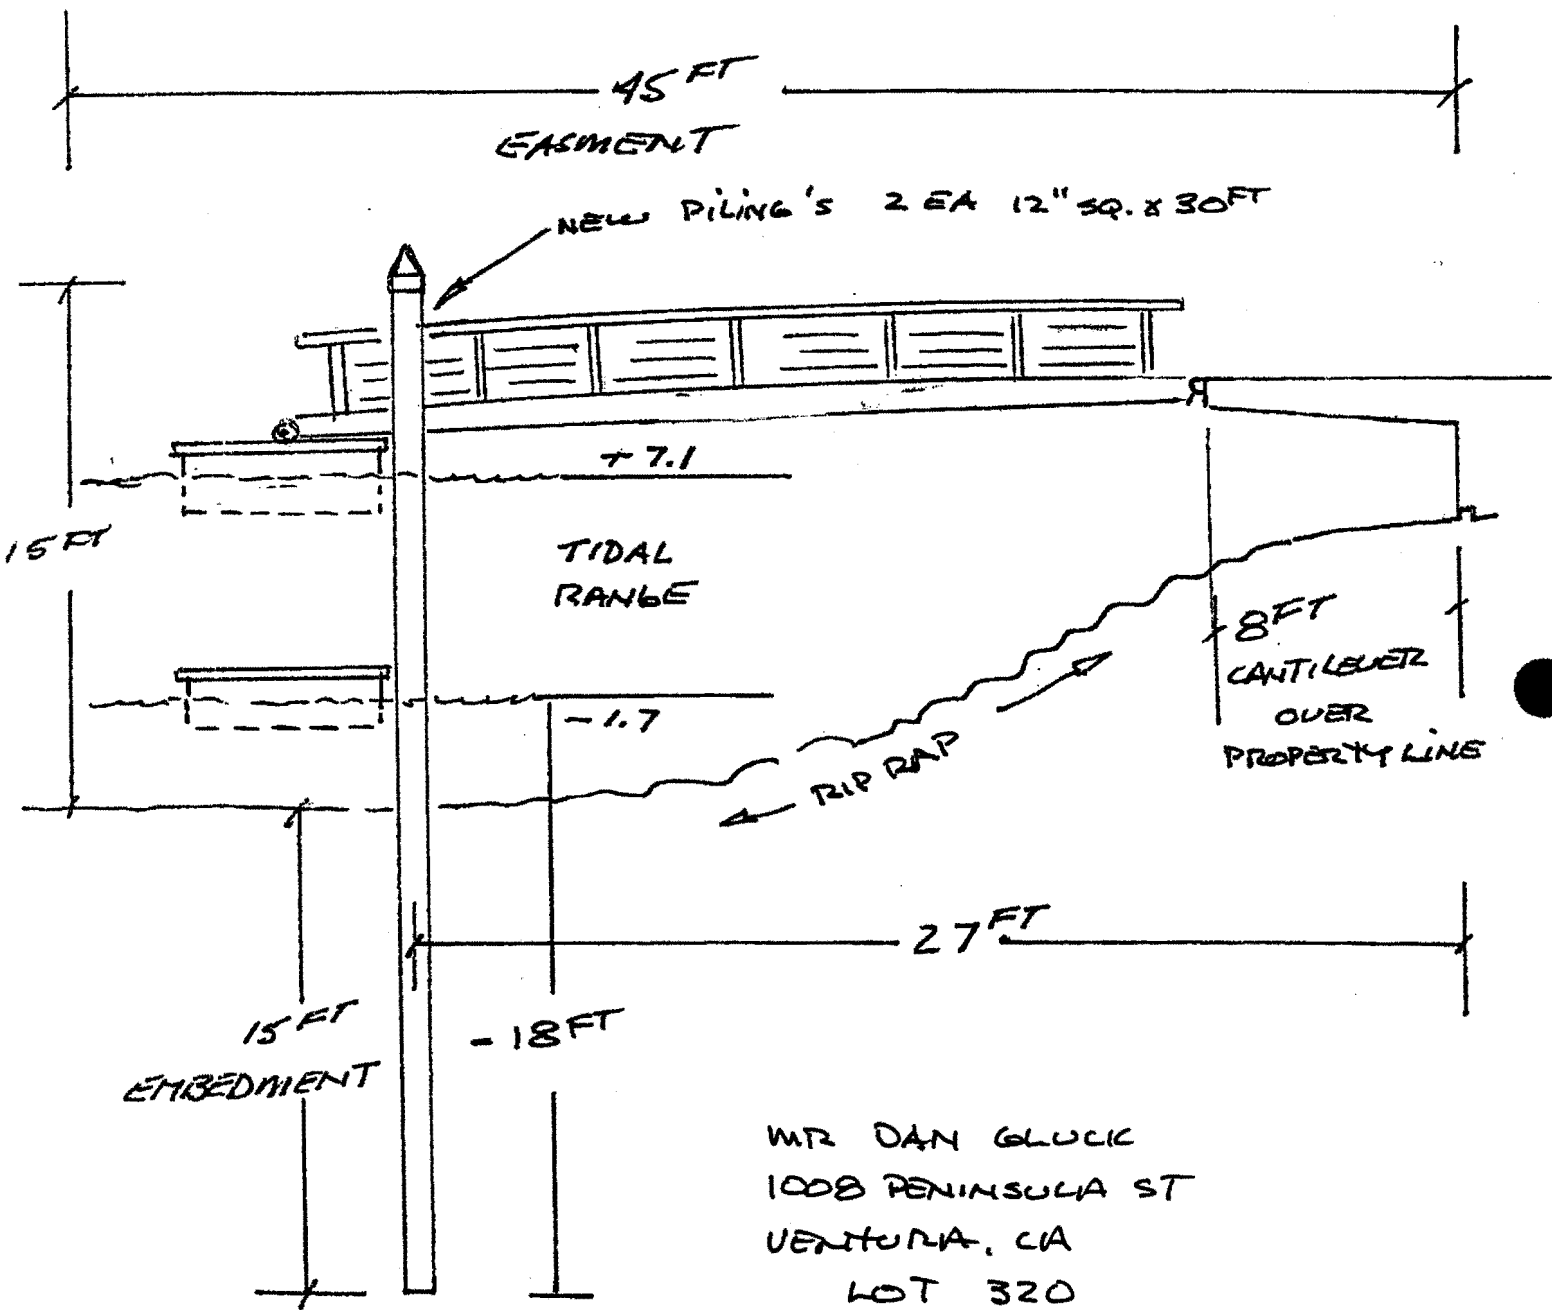 45 FT
EASMENT
NEW PILING'S 2 EA 12" SQ. x 30 FT
+ 7.1
15 FT
TIDAL
RANGE
8 FT
CANTILEVER
OVER
PROPERTY LINE
- 1.7
RIP RAP
27 FT
15 FT
EMBEDMENT
- 18 FT
MR DAN GLUCK
1008 PENINSULA ST
VENTURA, CA
LOT 320